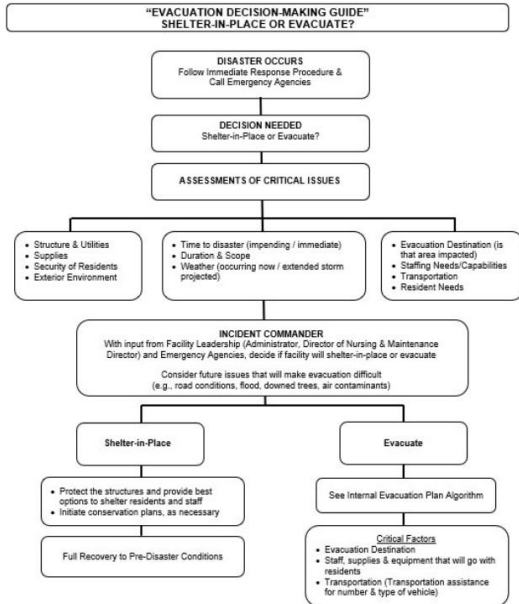 “EVACUATION DECISION-MAKING GUIDE”
SHELTER-IN-PLACE OR EVACUATE?
DISASTER OCCURS
Follow Immediate Response Procedure &
Call Emergency Agencies
DECISION NEEDED
Shelter-in-Place or Evacuate?
ASSESSMENTS OF CRITICAL ISSUES
• Structure & Utilities
• Supplies
• Security of Residents
• Exterior Environment
• Time to disaster (impending / immediate)
• Duration & Scope
• Weather (occurring now / extended storm
projected)
• Evacuation Destination (is
that area impacted)
• Staffing Needs/Capabilities
• Transportation
• Resident Needs
INCIDENT COMMANDER
With input from Facility Leadership (Administrator, Director of Nursing & Maintenance
Director) and Emergency Agencies, decide if facility will shelter-in-place or evacuate
Consider future issues that will make evacuation difficult
(e.g., road conditions, flood, downed trees, air contaminants)
Shelter-in-Place
• Protect the structures and provide best
options to shelter residents and staff
• Initiate conservation plans, as necessary
Full Recovery to Pre-Disaster Conditions
Evacuate
See Internal Evacuation Plan Algorithm
Critical Factors
• Evacuation Destination
• Staff, supplies & equipment that will go with
residents
• Transportation (Transportation assistance
for number & type of vehicle)